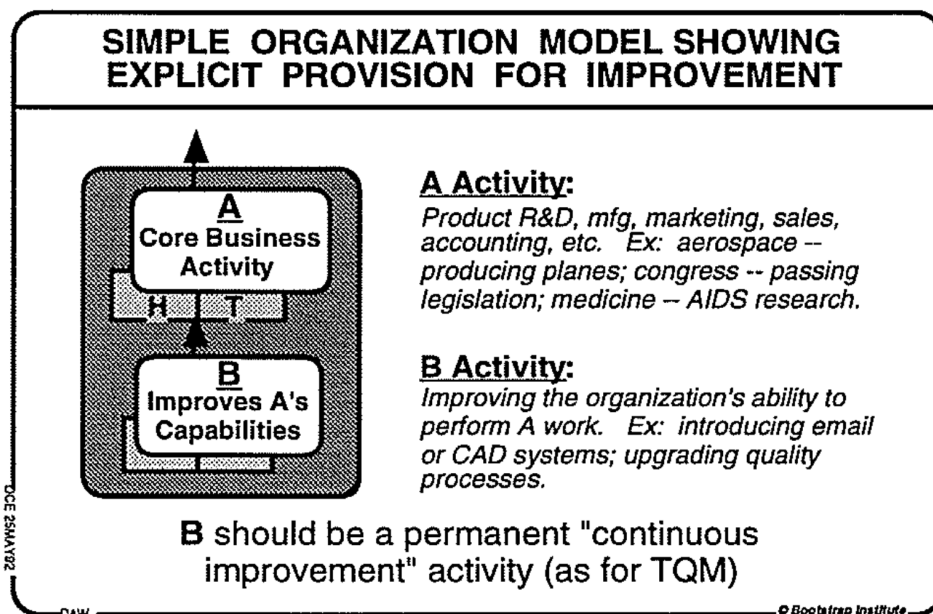 SIMPLE ORGANIZATION MODEL SHOWING
EXPLICIT PROVISION FOR IMPROVEMENT
A
Core Business
Activity
H T
B
Improves A's
Capabilities
A Activity:
Product R&D, mfg, marketing, sales,
accounting, etc. Ex: aerospace --
producing planes; congress -- passing
legislation; medicine -- AIDS research.
B Activity:
Improving the organization's ability to
perform A work. Ex: introducing email
or CAD systems; upgrading quality
processes.
B should be a permanent "continuous
improvement" activity (as for TQM)
DCE 25MAY92
© Bootstrap Institute